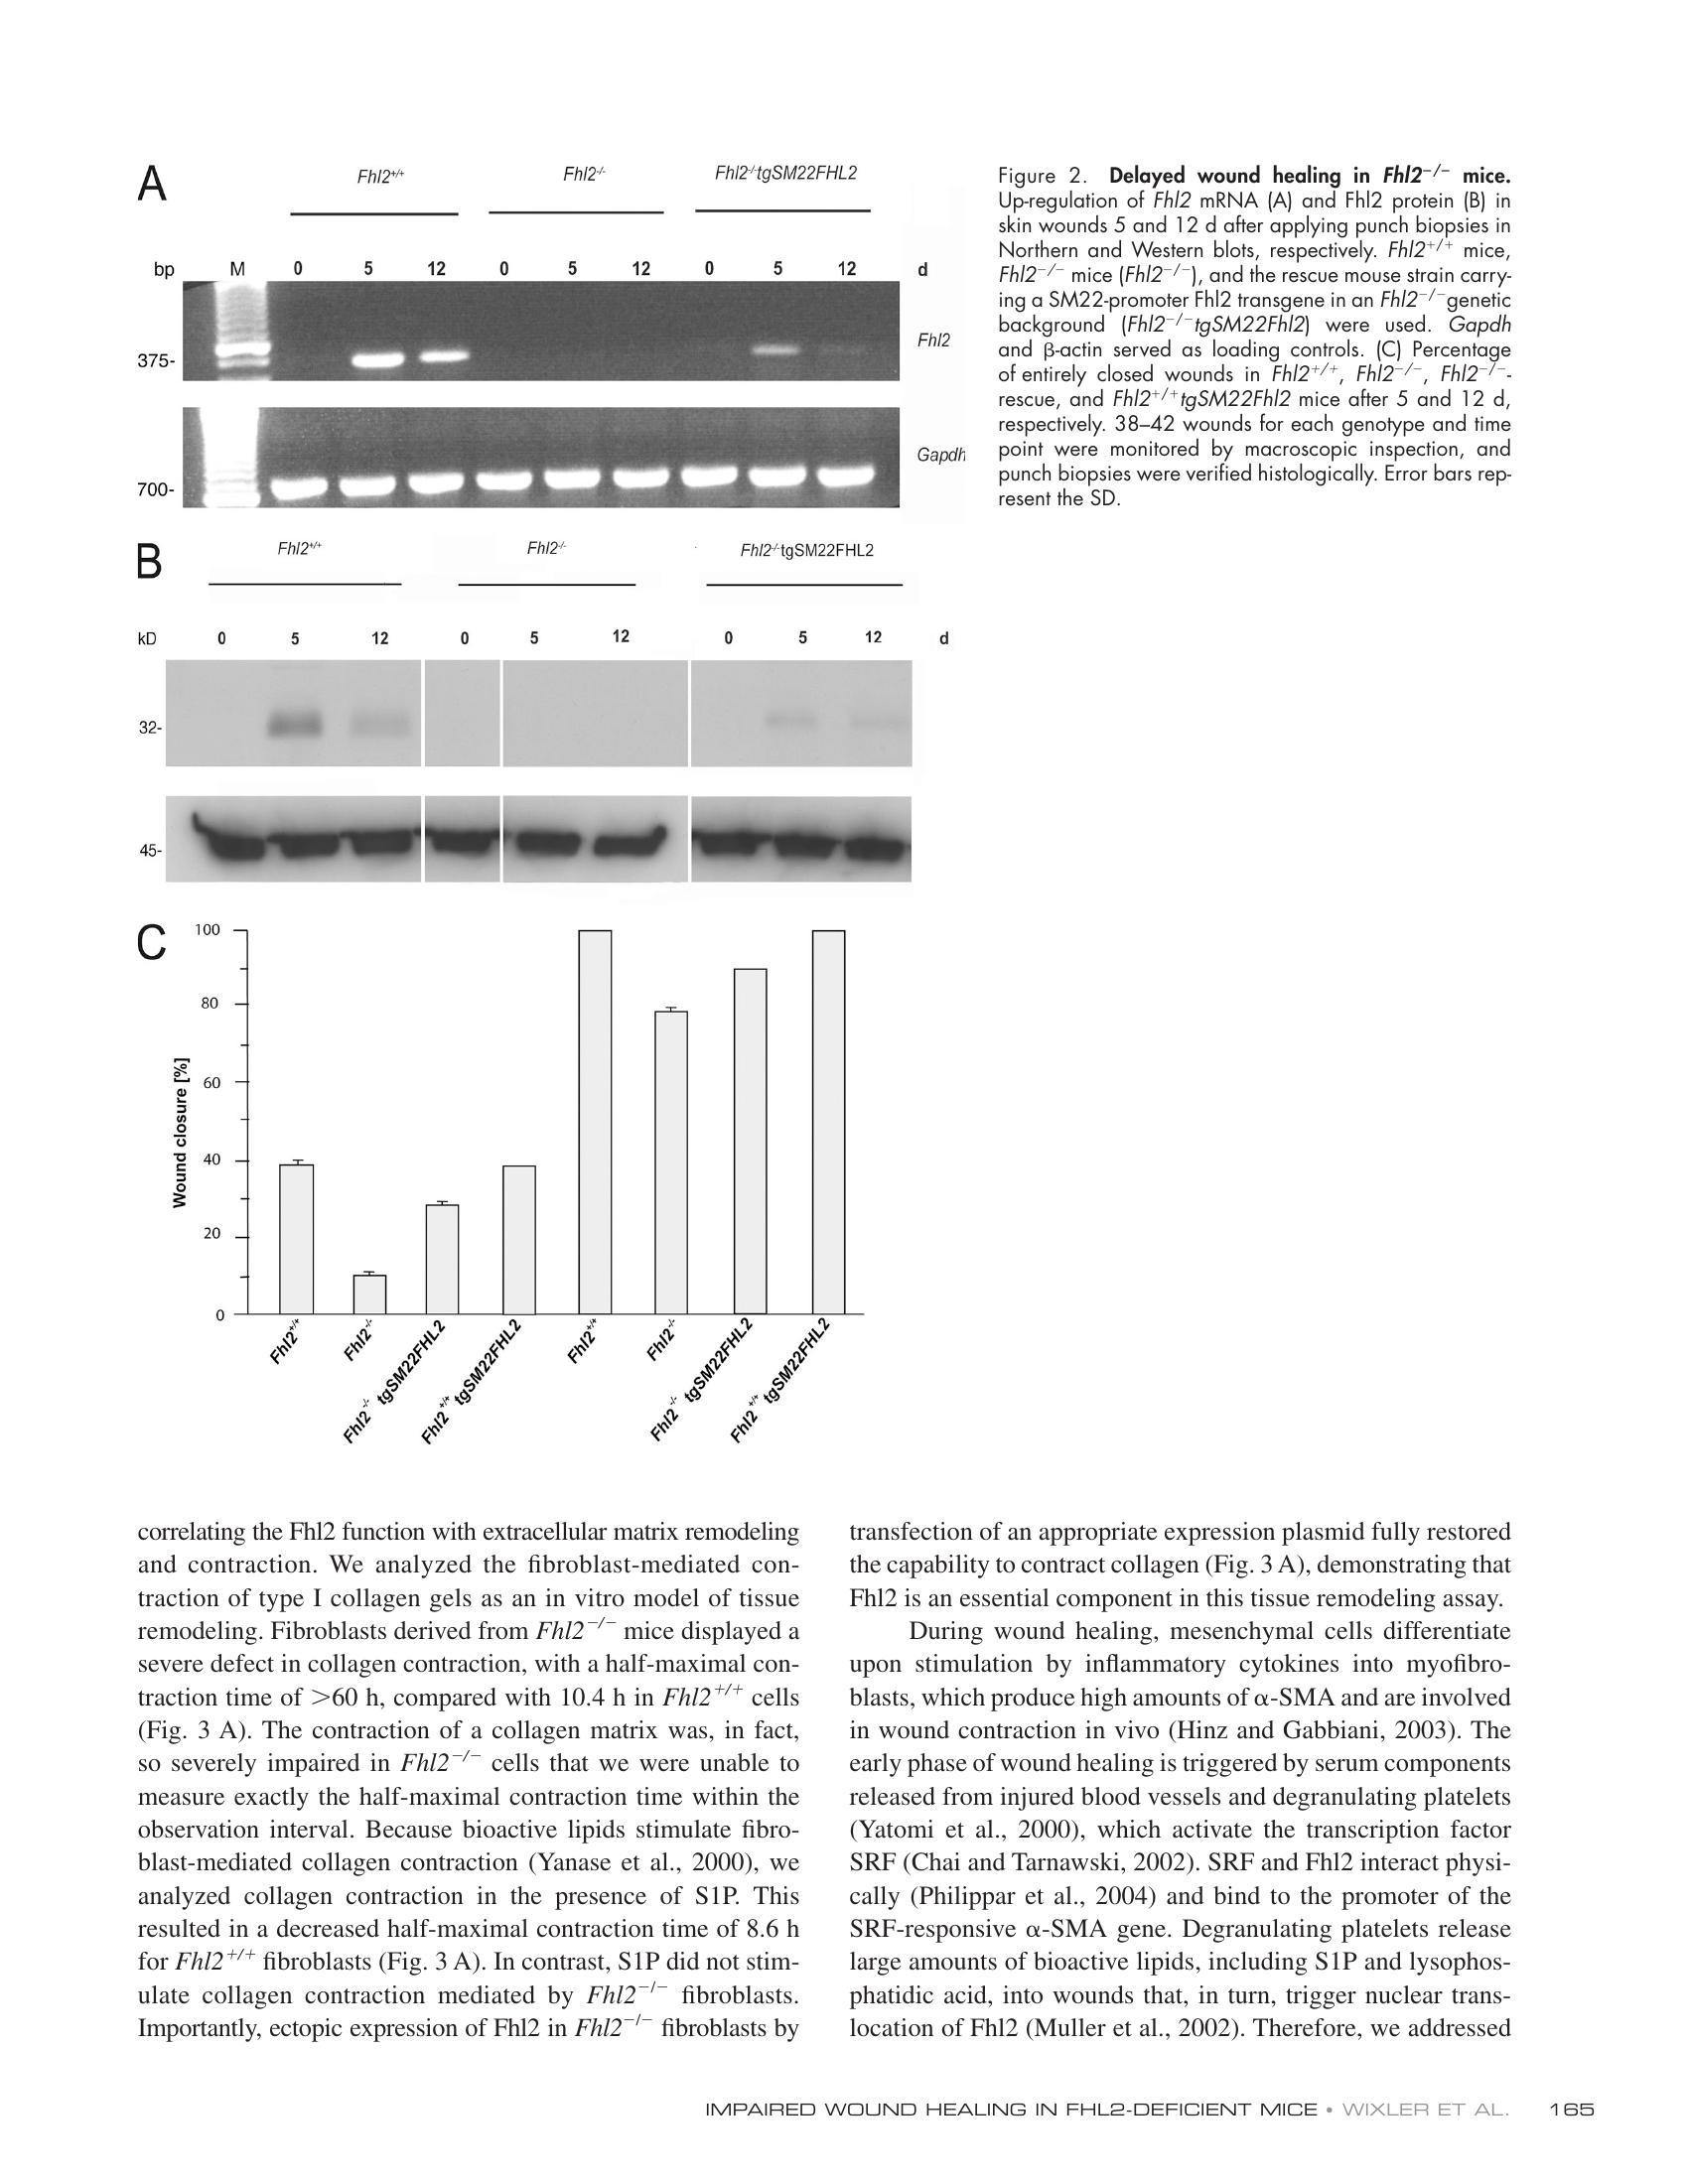 A
Fhl2+/+ Fhl2-/- Fhl2-/-tgSM22FHL2
bp M 0 5 12 0 5 12 0 5 12 d
375-
Fhl2
700-
Gapdh
B
Fhl2+/+ Fhl2-/- Fhl2-/-tgSM22FHL2
kD 0 5 12 0 5 12 0 5 12 d
32-
45-
C
Wound closure [%]
100
80
60
40
20
0
Fhl2+/+
Fhl2-/-
Fhl2-/- tgSM22FHL2
Fhl2+/+ tgSM22FHL2
Fhl2+/+
Fhl2-/-
Fhl2-/- tgSM22FHL2
Fhl2+/+ tgSM22FHL2
Figure 2. Delayed wound healing in Fhl2−/− mice.
Up-regulation of Fhl2 mRNA (A) and Fhl2 protein (B) in
skin wounds 5 and 12 d after applying punch biopsies in
Northern and Western blots, respectively. Fhl2+/+ mice,
Fhl2−/− mice (Fhl2−/−), and the rescue mouse strain carry-
ing a SM22-promoter Fhl2 transgene in an Fhl2−/−genetic
background (Fhl2−/−tgSM22Fhl2) were used. Gapdh
and β-actin served as loading controls. (C) Percentage
of entirely closed wounds in Fhl2+/+, Fhl2−/−, Fhl2−/−-
rescue, and Fhl2+/+tgSM22Fhl2 mice after 5 and 12 d,
respectively. 38–42 wounds for each genotype and time
point were monitored by macroscopic inspection, and
punch biopsies were verified histologically. Error bars rep-
resent the SD.
correlating the Fhl2 function with extracellular matrix remodeling
and contraction. We analyzed the fibroblast-mediated con-
traction of type I collagen gels as an in vitro model of tissue
remodeling. Fibroblasts derived from Fhl2−/− mice displayed a
severe defect in collagen contraction, with a half-maximal con-
traction time of >60 h, compared with 10.4 h in Fhl2+/+ cells
(Fig. 3 A). The contraction of a collagen matrix was, in fact,
so severely impaired in Fhl2−/− cells that we were unable to
measure exactly the half-maximal contraction time within the
observation interval. Because bioactive lipids stimulate fibro-
blast-mediated collagen contraction (Yanase et al., 2000), we
analyzed collagen contraction in the presence of S1P. This
resulted in a decreased half-maximal contraction time of 8.6 h
for Fhl2+/+ fibroblasts (Fig. 3 A). In contrast, S1P did not stim-
ulate collagen contraction mediated by Fhl2−/− fibroblasts.
Importantly, ectopic expression of Fhl2 in Fhl2−/− fibroblasts by
transfection of an appropriate expression plasmid fully restored
the capability to contract collagen (Fig. 3 A), demonstrating that
Fhl2 is an essential component in this tissue remodeling assay.
During wound healing, mesenchymal cells differentiate
upon stimulation by inflammatory cytokines into myofibro-
blasts, which produce high amounts of α-SMA and are involved
in wound contraction in vivo (Hinz and Gabbiani, 2003). The
early phase of wound healing is triggered by serum components
released from injured blood vessels and degranulating platelets
(Yatomi et al., 2000), which activate the transcription factor
SRF (Chai and Tarnawski, 2002). SRF and Fhl2 interact physi-
cally (Philippar et al., 2004) and bind to the promoter of the
SRF-responsive α-SMA gene. Degranulating platelets release
large amounts of bioactive lipids, including S1P and lysophos-
phatidic acid, into wounds that, in turn, trigger nuclear trans-
location of Fhl2 (Muller et al., 2002). Therefore, we addressed
IMPAIRED WOUND HEALING IN FHL2-DEFICIENT MICE • WIXLER ET AL. 165